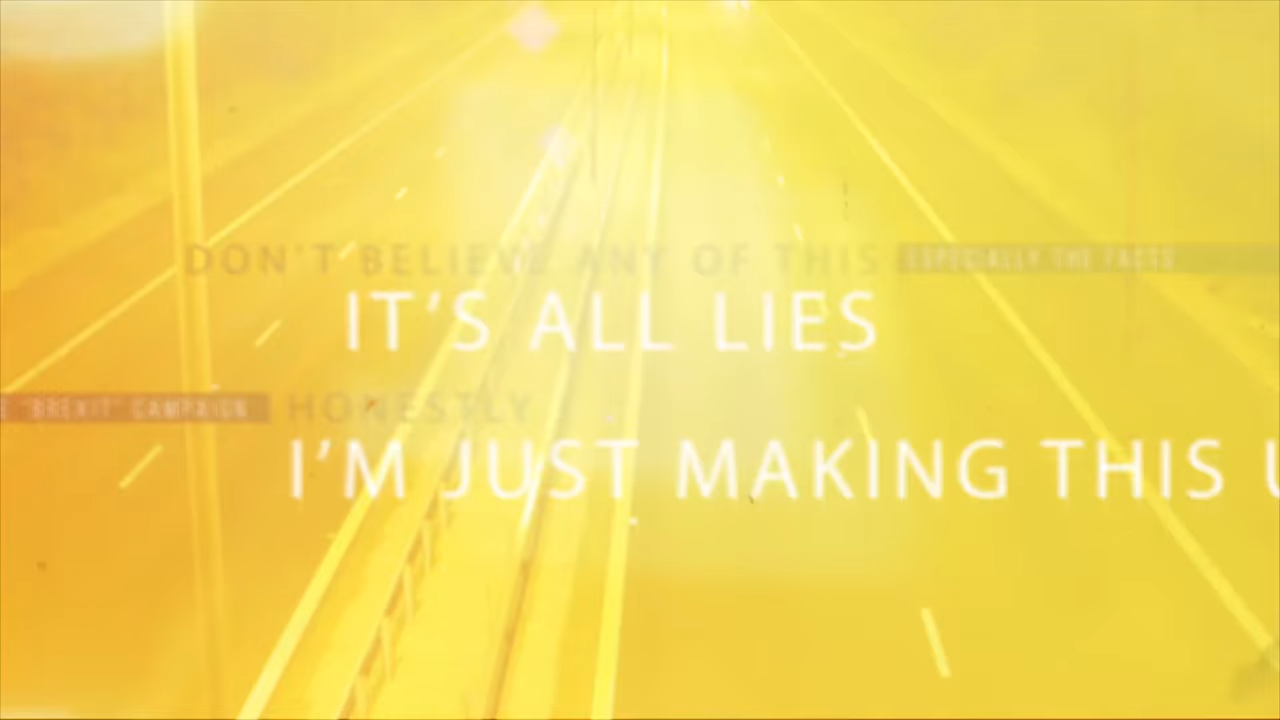 DON'T BELIEVE ANY OF THIS ESPECIALLY THE FACTS
IT'S ALL LIES
"BREXIT" CAMPAIGN HONESTLY
I'M JUST MAKING THIS